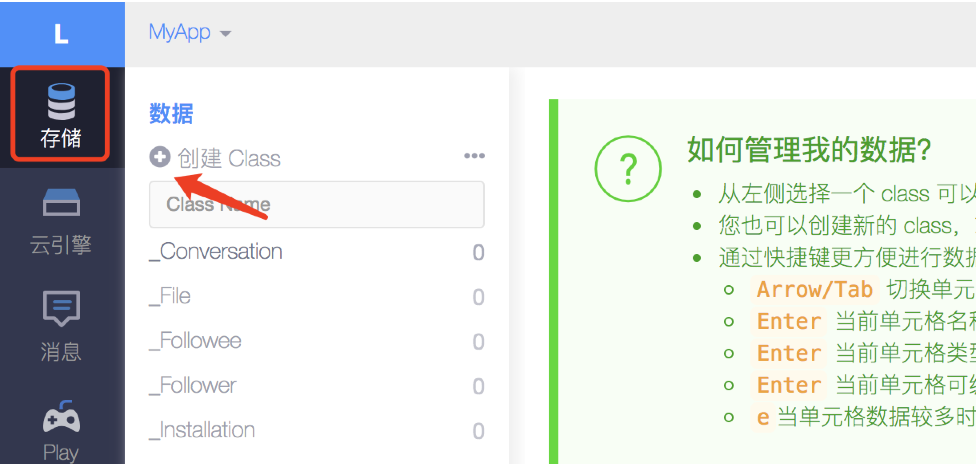 L
MyApp
存储
云引擎
消息
Play
数据
创建 Class
Class Name
_Conversation 0
_File 0
_Followee 0
_Follower 0
_Installation 0
如何管理我的数据?
从左侧选择一个 class 可以
您也可以创建新的 class,
通过快捷键更方便进行数据
Arrow/Tab 切换单元
Enter 当前单元格名称
Enter 当前单元格类型
Enter 当前单元格可
e 当单元格数据较多时